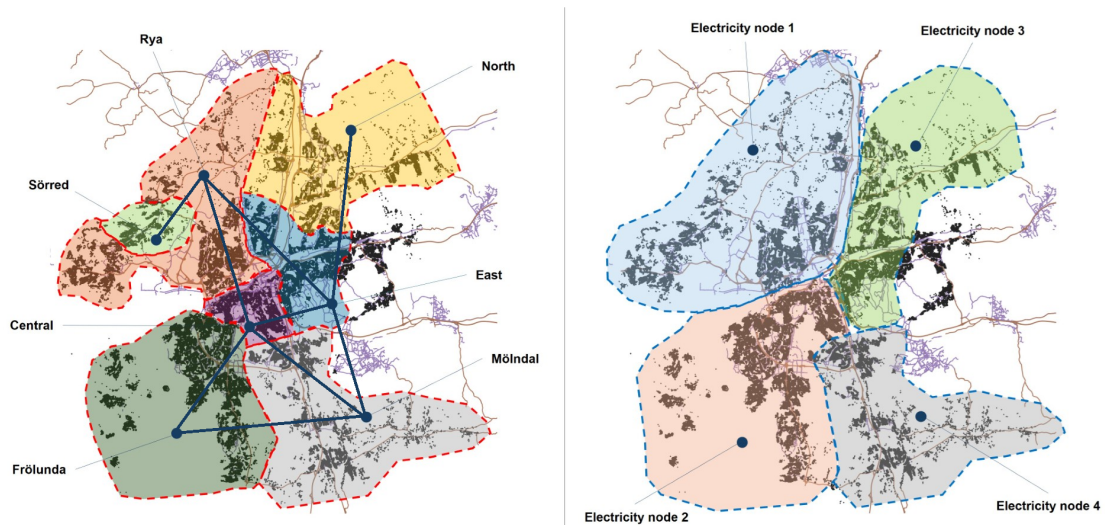 Rya
North
Sörred
East
Central
Mölndal
Frölunda
Electricity node 1
Electricity node 3
Electricity node 2
Electricity node 4